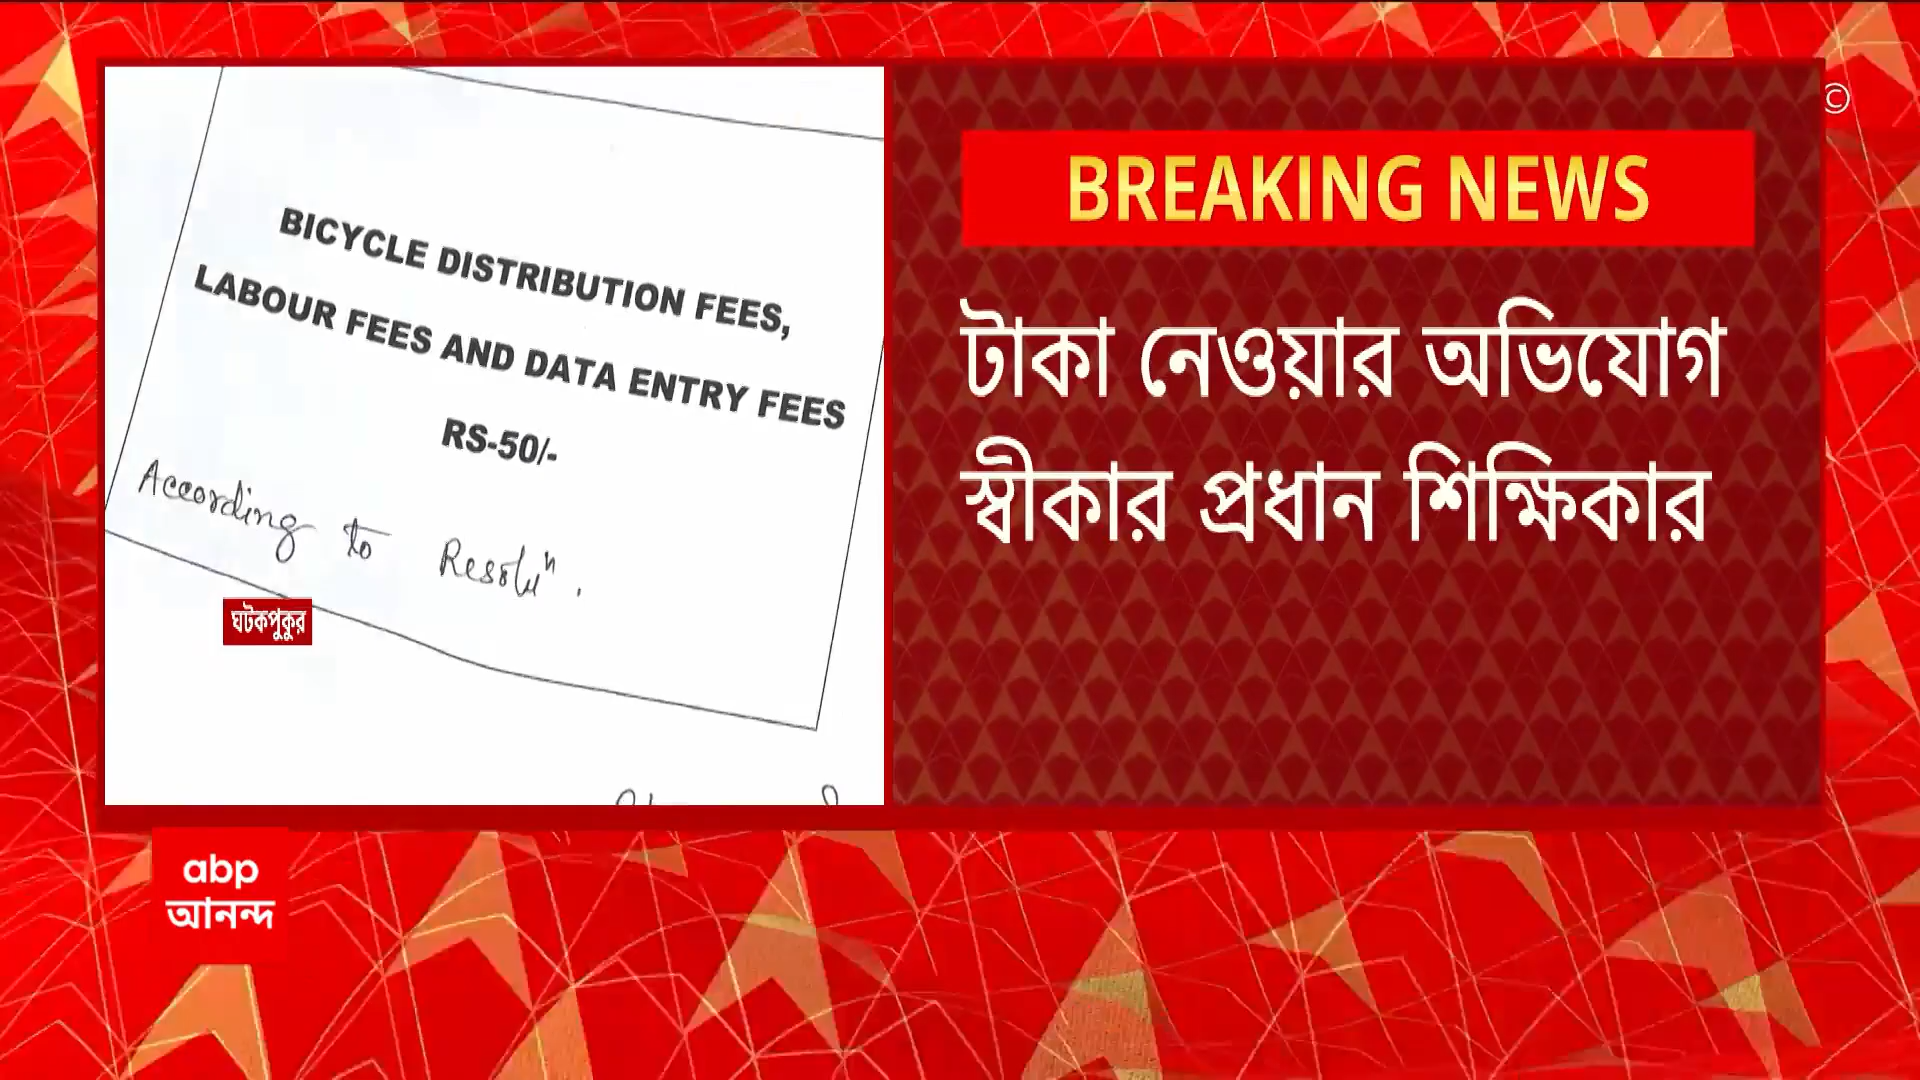 BICYCLE DISTRIBUTION FEES,
LABOUR FEES AND DATA ENTRY FEES
RS-50/-
According to Resoluⁿ.
ঘটকপুকুর
©
BREAKING NEWS
টাকা নেওয়ার অভিযোগ
স্বীকার প্রধান শিক্ষিকার
abp
আনন্দ